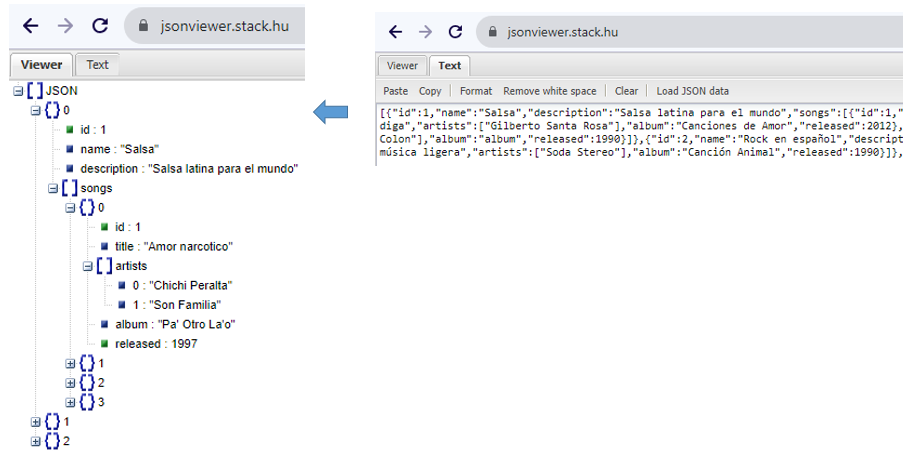 jsonviewer.stack.hu
Viewer Text
[ ] JSON
{} 0
id : 1
name : "Salsa"
description : "Salsa latina para el mundo"
[ ] songs
{} 0
id : 1
title : "Amor narcotico"
[ ] artists
0 : "Chichi Peralta"
1 : "Son Familia"
album : "Pa' Otro La'o"
released : 1997
{} 1
{} 2
{} 3
{} 1
{} 2
jsonviewer.stack.hu
Viewer Text
Paste Copy Format Remove white space Clear Load JSON data
[{"id":1,"name":"Salsa","description":"Salsa latina para el mundo","songs":[{"id":1,"
diga","artists":["Gilberto Santa Rosa"],"album":"Canciones de Amor","released":2012},
Colon"],"album":"album","released":1990}]},{"id":2,"name":"Rock en español","descript
música ligera","artists":["Soda Stereo"],"album":"Canción Animal","released":1990}]},